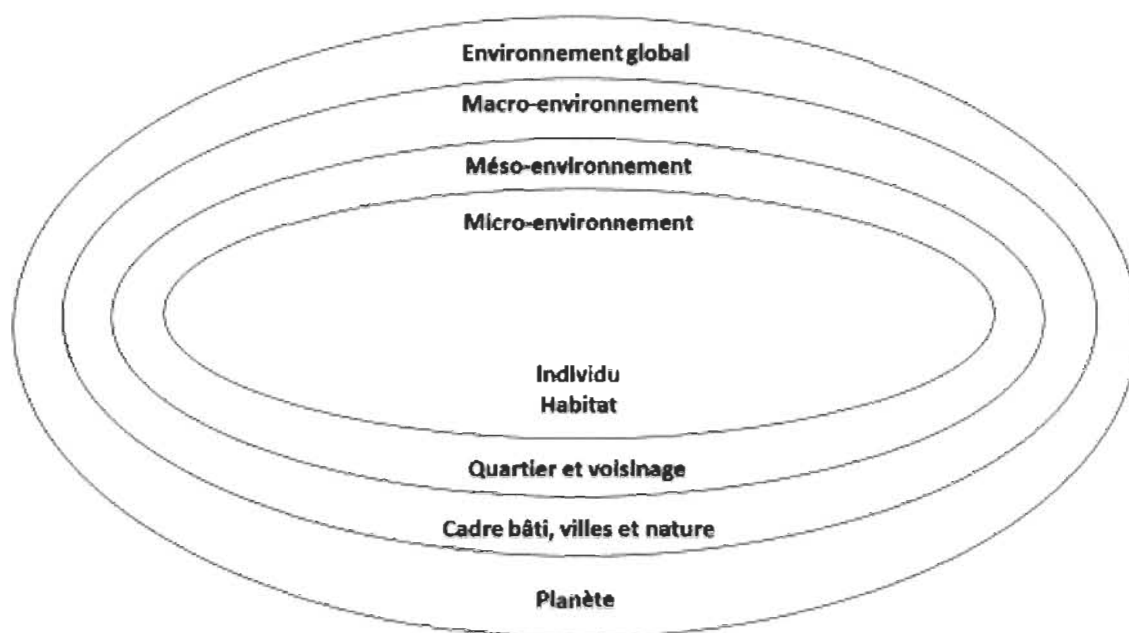 Environnement global
Macro-environnement
Méso-environnement
Micro-environnement
Individu
Habitat
Quartier et voisinage
Cadre bâti, villes et nature
Planète